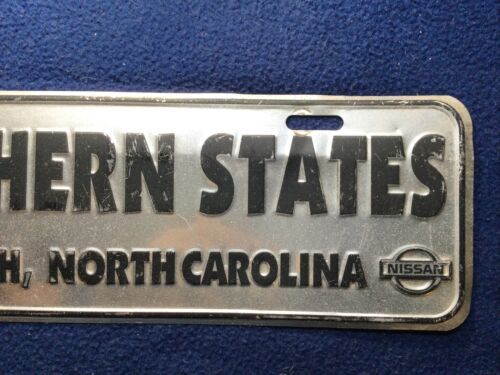 HERN STATES
H, NORTH CAROLINA NISSAN